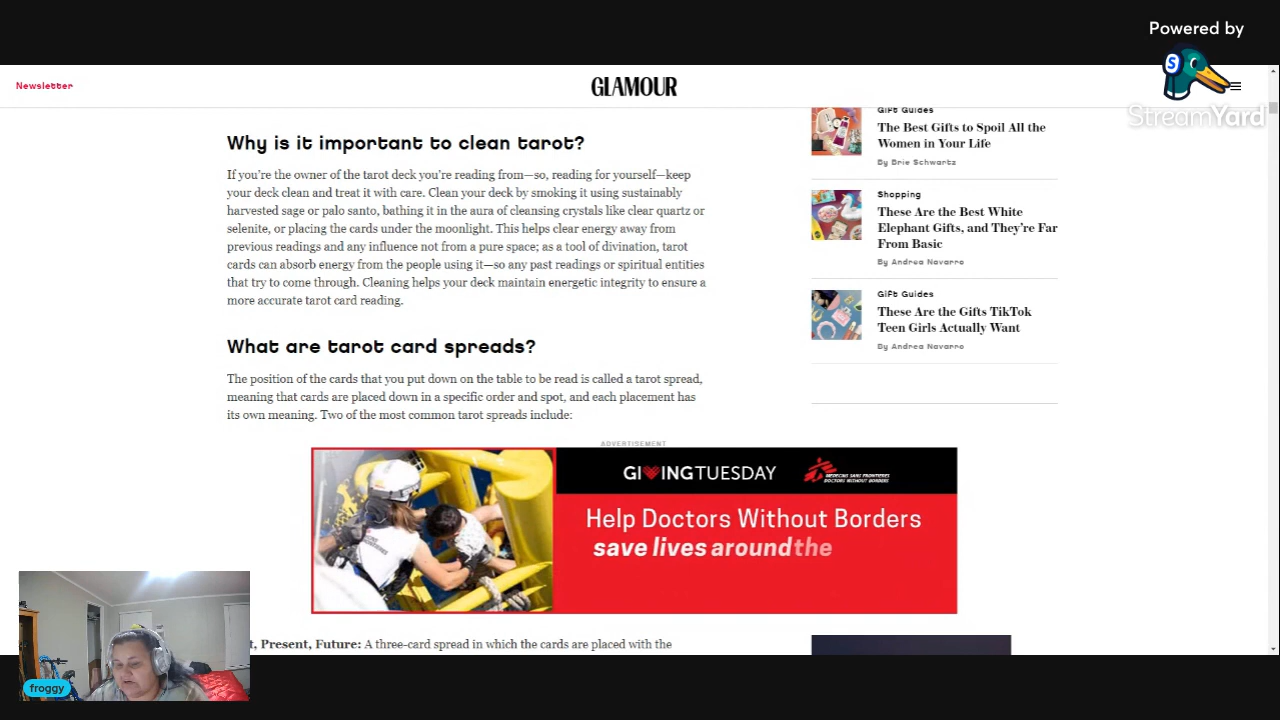 Powered by
StreamYard
Newsletter
GLAMOUR
Why is it important to clean tarot?
If you're the owner of the tarot deck you're reading from—so, reading for yourself—keep
your deck clean and treat it with care. Clean your deck by smoking it using sustainably
harvested sage or palo santo, bathing it in the aura of cleansing crystals like clear quartz or
selenite, or placing the cards under the moonlight. This helps clear energy away from
previous readings and any influence not from a pure space; as a tool of divination, tarot
cards can absorb energy from the people using it—so any past readings or spiritual entities
that try to come through. Cleaning helps your deck maintain energetic integrity to ensure a
more accurate tarot card reading.
What are tarot card spreads?
The position of the cards that you put down on the table to be read is called a tarot spread,
meaning that cards are placed down in a specific order and spot, and each placement has
its own meaning. Two of the most common tarot spreads include:
Gift Guides
The Best Gifts to Spoil All the
Women in Your Life
By Brie Schwartz
Shopping
These Are the Best White
Elephant Gifts, and They're Far
From Basic
By Andrea Navarro
Gift Guides
These Are the Gifts TikTok
Teen Girls Actually Want
By Andrea Navarro
ADVERTISEMENT
GIVINGTUESDAY
MEDECINS SANS FRONTIERES
DOCTORS WITHOUT BORDERS
Help Doctors Without Borders
save lives around the
Present, Future: A three-card spread in which the cards are placed with the
froggy